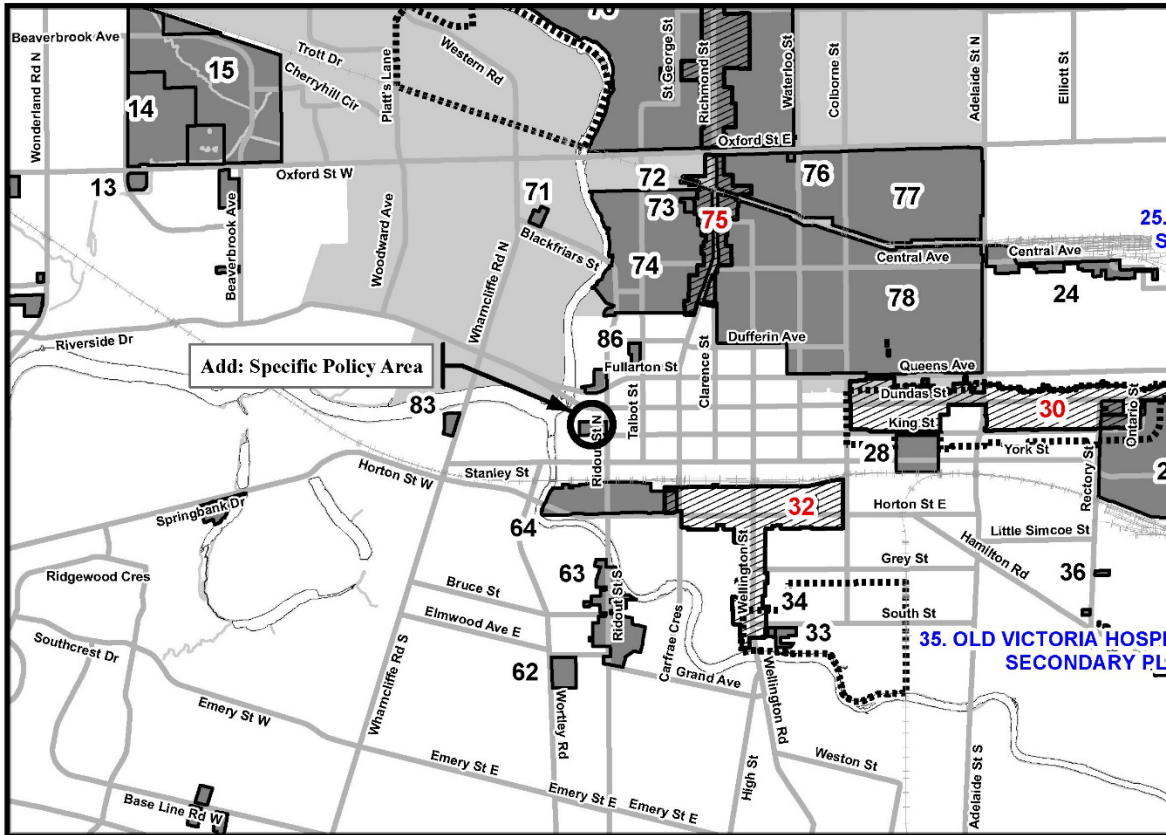 Beaverbrook Ave
Wonderland Rd N
15
14
Trott Dr
Cherryhill Cir
Platt's Lane
Western Rd
St George St
Richmond St
Waterloo St
Colborne St
Adelaide St N
Elliott St
Oxford St E
Oxford St W
13
Beaverbrook Ave
Woodward Ave
71
Blackfriars St
Wharncliffe Rd N
72
73
74
75
76
77
25.
S
Central Ave
Central Ave
24
78
Riverside Dr
86
Dufferin Ave
Fullarton St
Clarence St
Queens Ave
Add: Specific Policy Area
83
Ridout St N
Talbot St
Dundas St
King St
30
Ontario St
28
York St
Rectory St
2
Horton St W
Stanley St
Springbank Dr
64
32
Horton St E
Little Simcoe St
Hamilton Rd
Ridgewood Cres
63
Bruce St
Ridout St S
Wellington St
Grey St
36
34
Elmwood Ave E
South St
33
Southcrest Dr
Carfrae Cres
35. OLD VICTORIA HOSPI
SECONDARY PL
62
Grand Ave
Wharncliffe Rd S
Wortley Rd
Wellington Rd
Emery St W
High St
Weston St
Adelaide St S
Emery St E
Emery St E
Emery St E
Base Line Rd W